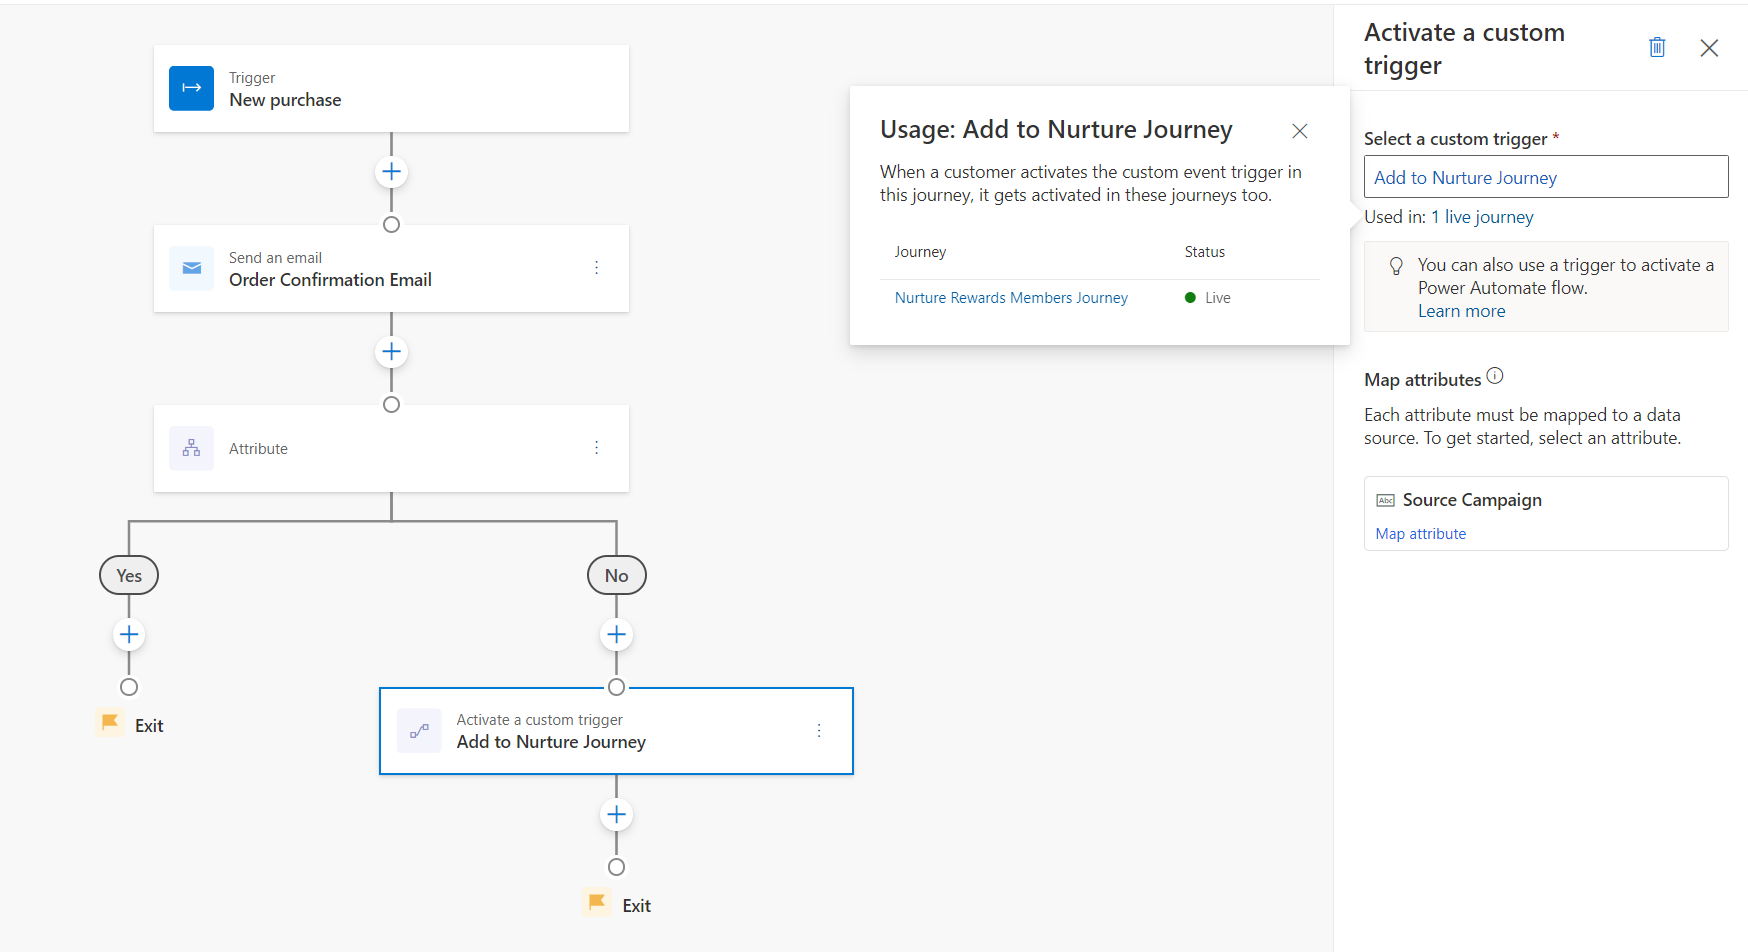 Trigger
New purchase
Send an email
Order Confirmation Email
Attribute
Yes
No
Exit
Activate a custom trigger
Add to Nurture Journey
Exit
Usage: Add to Nurture Journey
When a customer activates the custom event trigger in
this journey, it gets activated in these journeys too.
Journey Status
Nurture Rewards Members Journey Live
Activate a custom
trigger
Select a custom trigger *
Add to Nurture Journey
Used in: 1 live journey
You can also use a trigger to activate a
Power Automate flow.
Learn more
Map attributes
Each attribute must be mapped to a data
source. To get started, select an attribute.
Abc Source Campaign
Map attribute